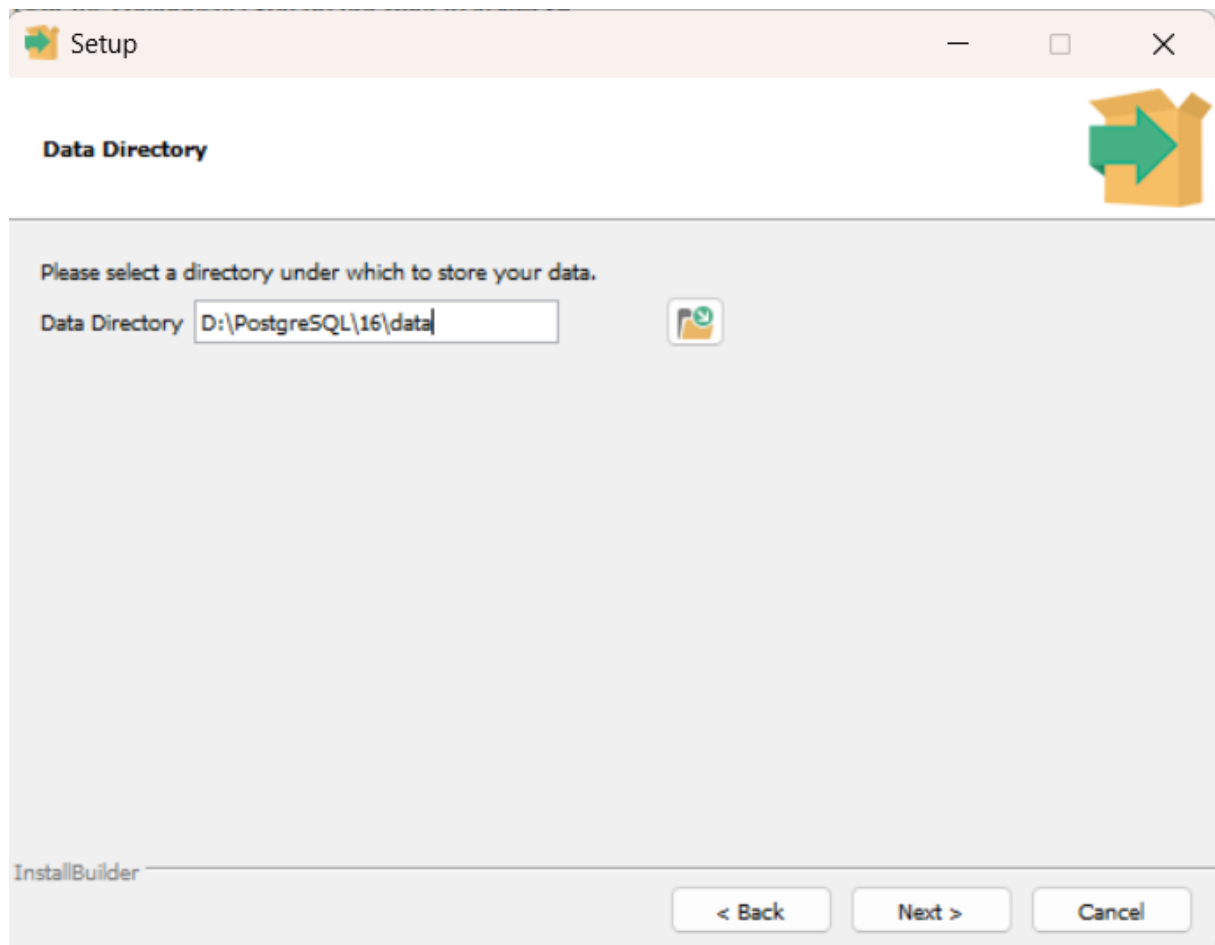 Setup
Data Directory
Please select a directory under which to store your data.
Data Directory D:\PostgreSQL\16\data
InstallBuilder
< Back Next > Cancel